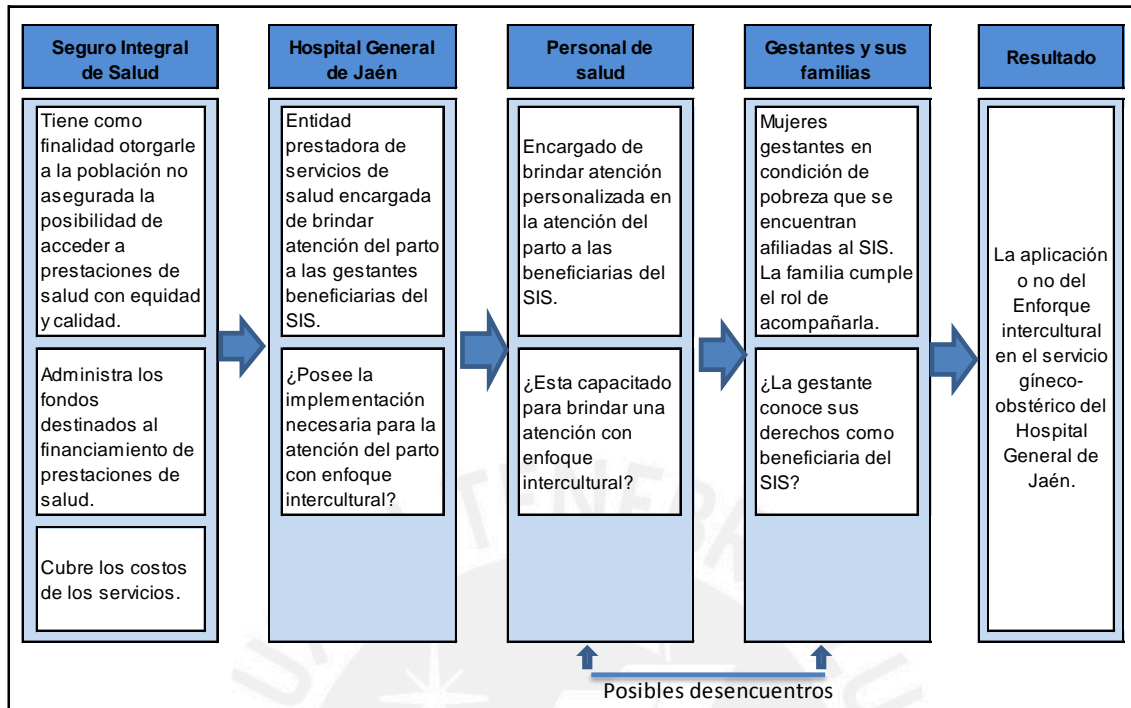 Seguro Integral
de Salud
Tiene como
finalidad otorgarle
a la población no
asegurada la
posibilidad de
acceder a
prestaciones de
salud con equidad
y calidad.
Administra los
fondos
destinados al
financiamiento de
prestaciones de
salud.
Cubre los costos
de los servicios.
Hospital General
de Jaén
Entidad
prestadora de
servicios de
salud encargada
de brindar
atención del parto
a las gestantes
beneficiarias del
SIS.
¿Posee la
implementación
necesaria para la
atención del parto
con enfoque
intercultural?
Personal de
salud
Encargado de
brindar atención
personalizada en
la atención del
parto a las
beneficiarias del
SIS.
¿Esta capacitado
para brindar una
atención con
enfoque
intercultural?
Gestantes y sus
familias
Mujeres
gestantes en
condición de
pobreza que se
encuentran
afiliadas al SIS.
La familia cumple
el rol de
acompañarla.
¿La gestante
conoce sus
derechos como
beneficiaria del
SIS?
Resultado
La aplicación
o no del
Enforque
intercultural
en el servicio
gíneco-
obstérico del
Hospital
General de
Jaén.
Posibles desencuentros
TENEBR